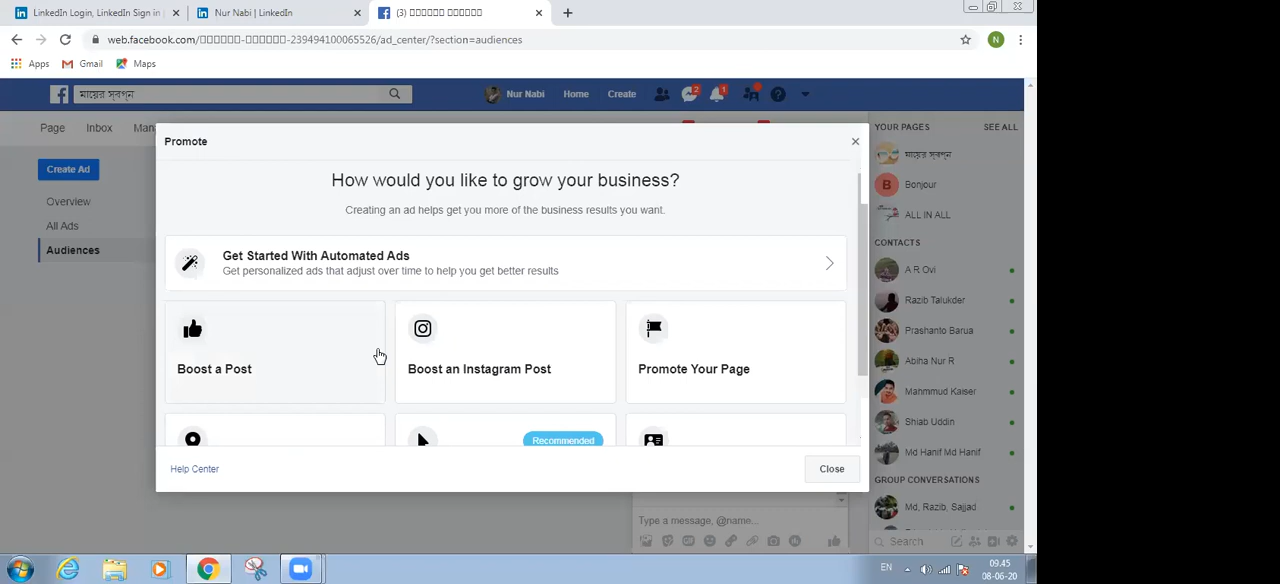 LinkedIn Login, LinkedIn Sign in
Nur Nabi | LinkedIn
(3)
web.facebook.com/
-239494100065526/ad_center/?section=audiences
N
Apps Gmail Maps
মায়ের স্বপ্ন
Nur Nabi Home Create 2 1
Page Inbox Man
Create Ad
Overview
All Ads
Audiences
Promote
How would you like to grow your business?
Creating an ad helps get you more of the business results you want.
Get Started With Automated Ads
Get personalized ads that adjust over time to help you get better results
Boost a Post
Boost an Instagram Post
Promote Your Page
Recommended
Help Center
Close
YOUR PAGES SEE ALL
মায়ের স্বপ্ন
B Bonjour
ALL IN ALL
CONTACTS
A R Ovi
Razib Talukder
Prashanto Barua
Abiha Nur R
Mahmmud Kaiser
Shiab Uddin
Md Hanif Md Hanif
GROUP CONVERSATIONS
Md, Razib, Sajjad
Type a message, @name...
Search
EN
09.45
08-06-20